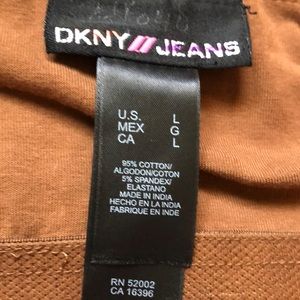 DKNY///JEANS
U.S. L
MEX G
CA L
95% COTTON/
ALGODON/COTON
5% SPANDEX/
ELASTANO
MADE IN INDIA
HECHO EN LA INDIA
FABRIQUE EN INDE
RN 52002
CA 16396